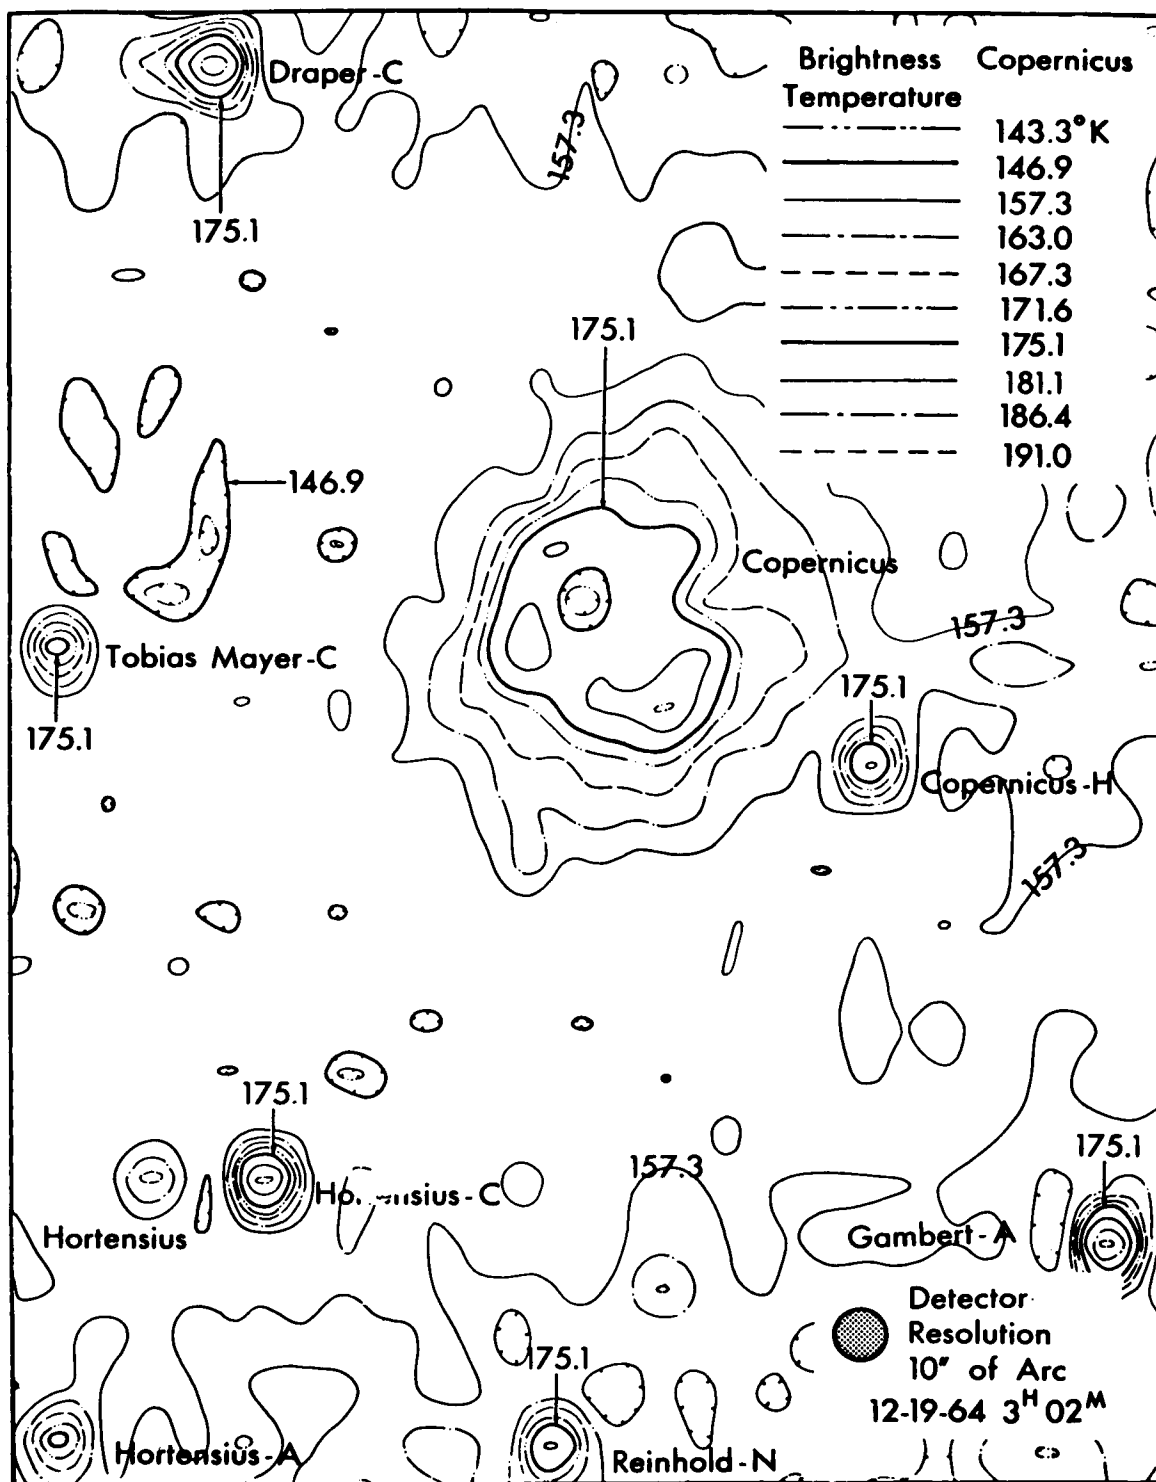 Brightness Copernicus
Temperature
143.3°K
146.9
157.3
163.0
167.3
171.6
175.1
181.1
186.4
191.0
Draper-C
157.3
175.1
175.1
146.9
Copernicus
157.3
Tobias Mayer-C
175.1
175.1
Copernicus-H
157.3
175.1
157.3
175.1
Hortensius-C
Hortensius
Gambert-A
Detector
Resolution
10" of Arc
12-19-64 3ᴴ 02ᴹ
175.1
Hortensius-A
Reinhold-N